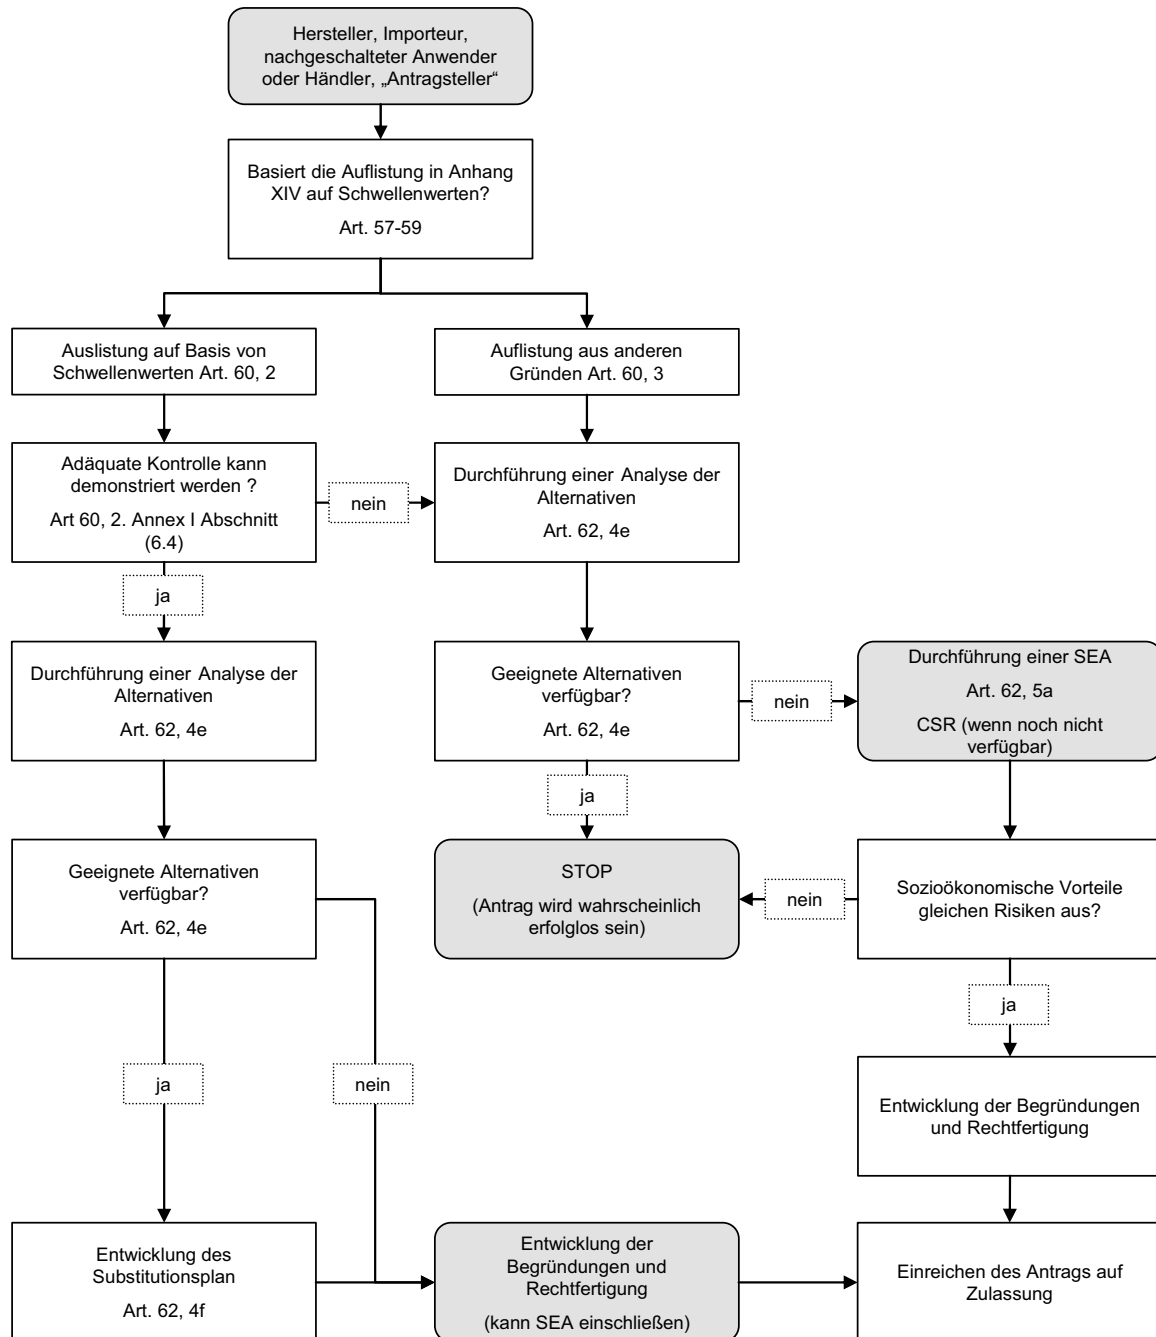 Hersteller, Importeur,
nachgeschalteter Anwender
oder Händler, „Antragsteller“
Basiert die Auflistung in Anhang
XIV auf Schwellenwerten?
Art. 57-59
Auslistung auf Basis von
Schwellenwerten Art. 60, 2
Auflistung aus anderen
Gründen Art. 60, 3
Adäquate Kontrolle kann
demonstriert werden ?
Art 60, 2. Annex I Abschnitt
(6.4)
nein
Durchführung einer Analyse der
Alternativen
Art. 62, 4e
ja
Durchführung einer Analyse der
Alternativen
Art. 62, 4e
Geeignete Alternativen
verfügbar?
Art. 62, 4e
nein
Durchführung einer SEA
Art. 62, 5a
CSR (wenn noch nicht
verfügbar)
ja
Geeignete Alternativen
verfügbar?
Art. 62, 4e
STOP
(Antrag wird wahrscheinlich
erfolglos sein)
nein
Sozioökonomische Vorteile
gleichen Risiken aus?
ja
ja
nein
Entwicklung der Begründungen
und Rechtfertigung
Entwicklung des
Substitutionsplan
Art. 62, 4f
Entwicklung der
Begründungen und
Rechtfertigung
(kann SEA einschließen)
Einreichen des Antrags auf
Zulassung